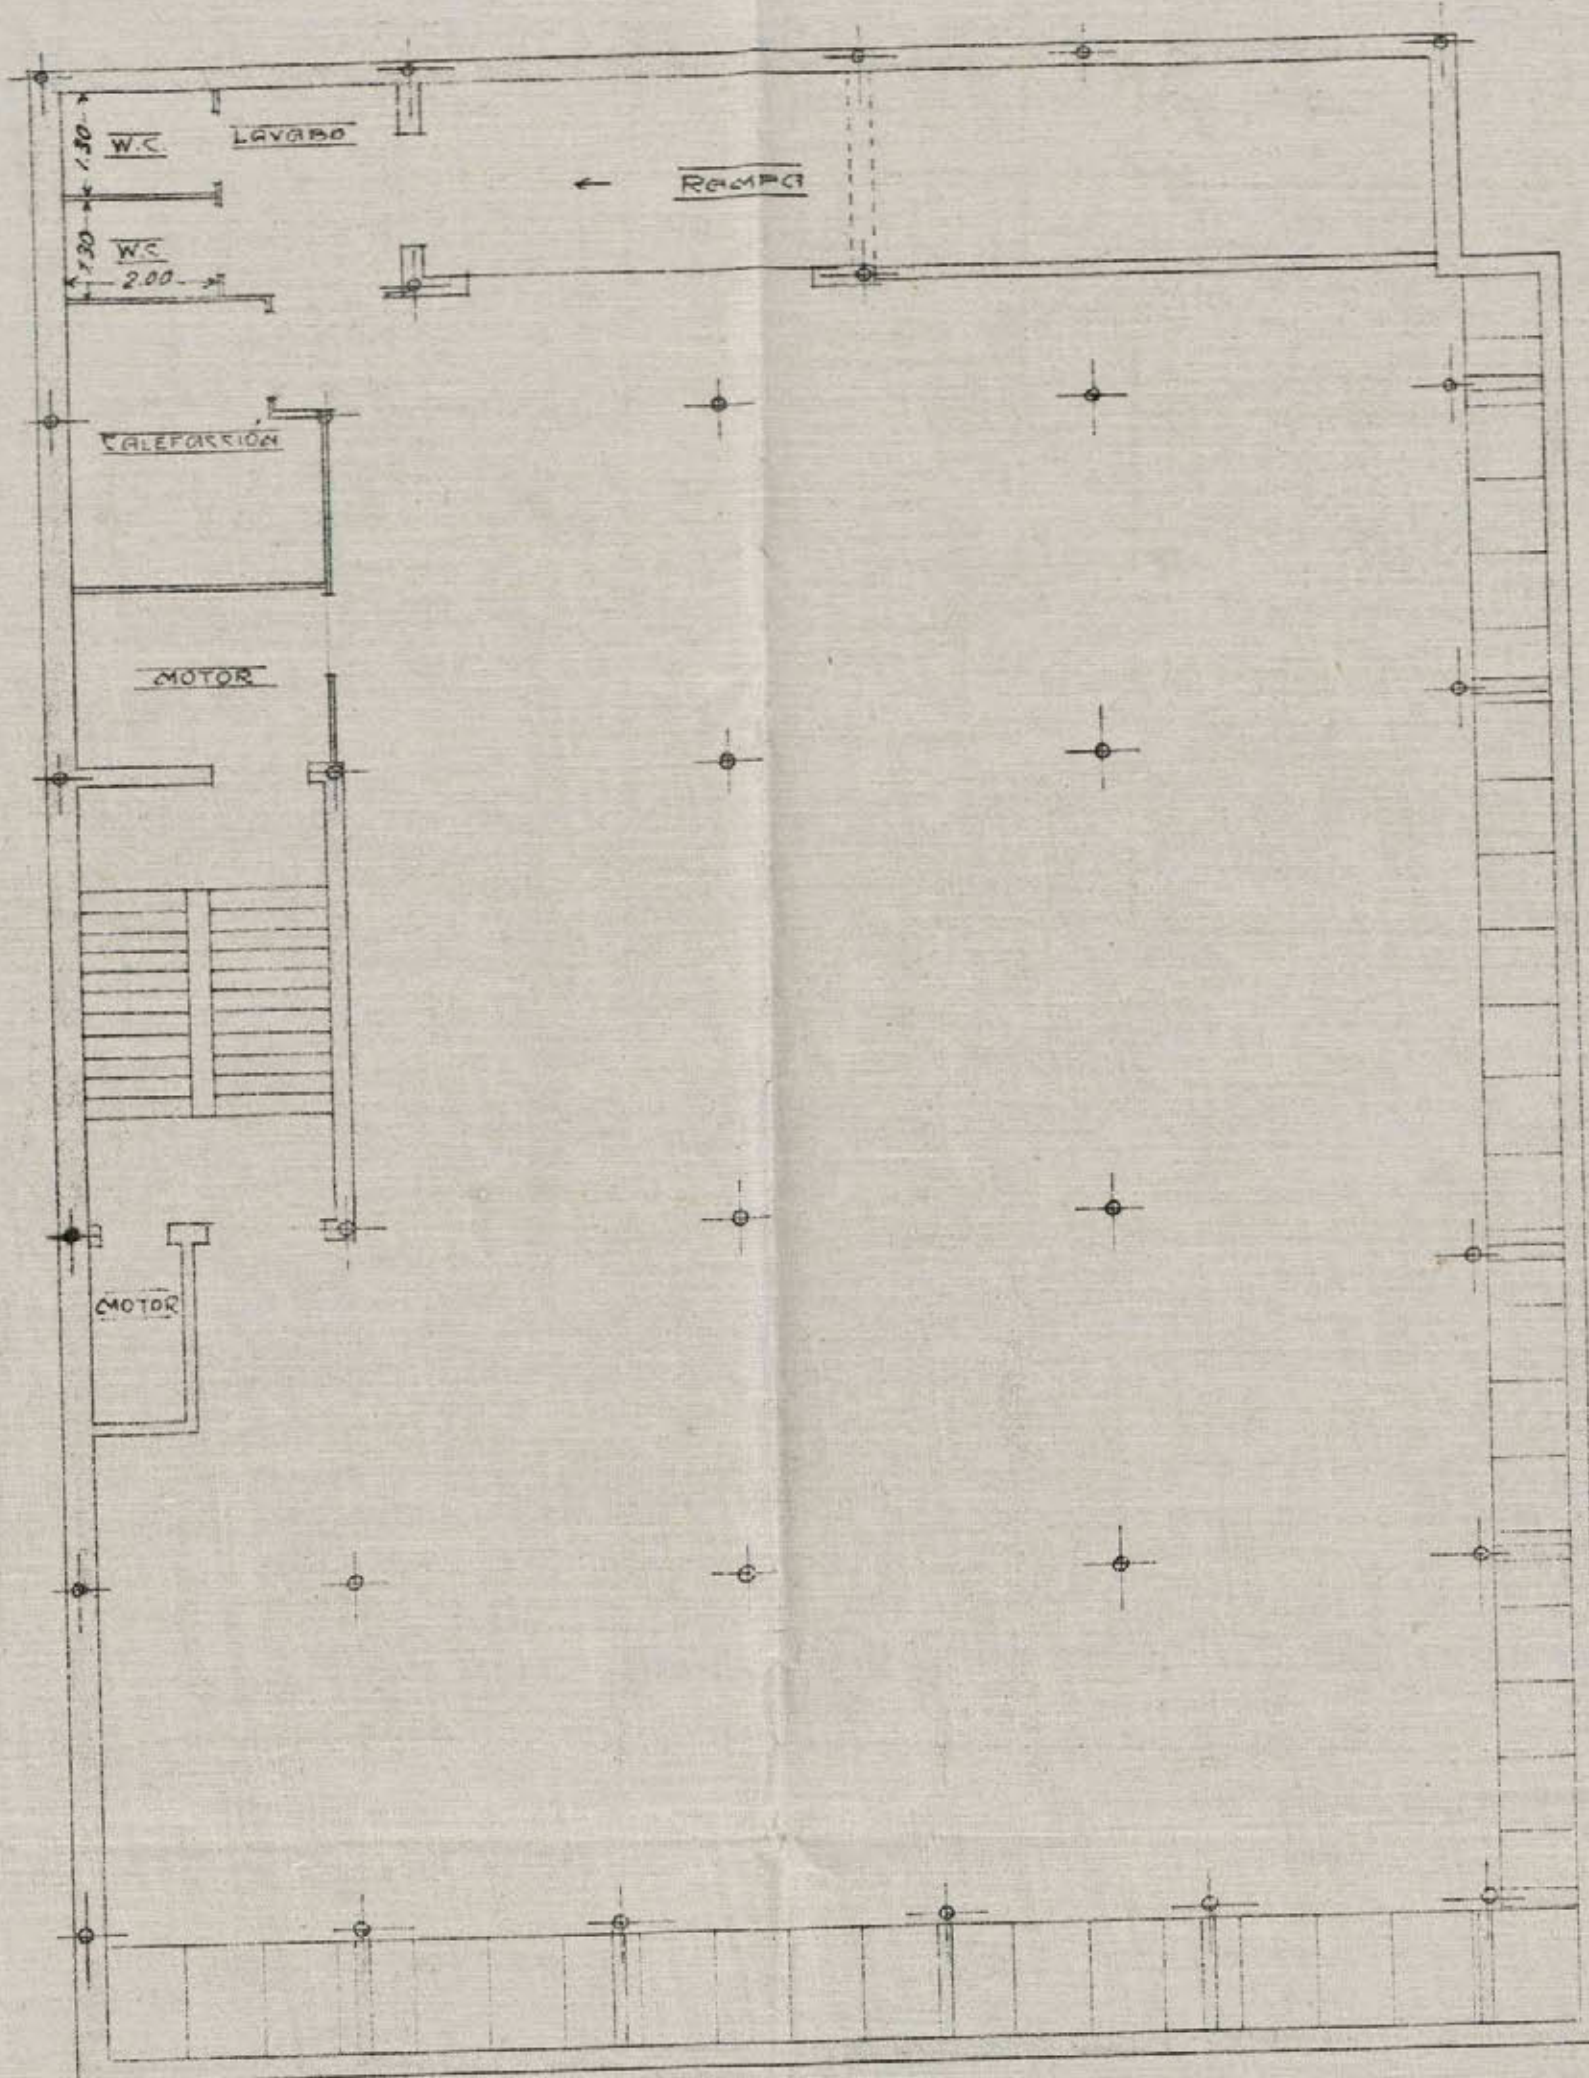 1.30
W.C.
LAVABO
RAMPA
1.30
W.C
2.00
CALEFACCIÓN
MOTOR
MOTOR